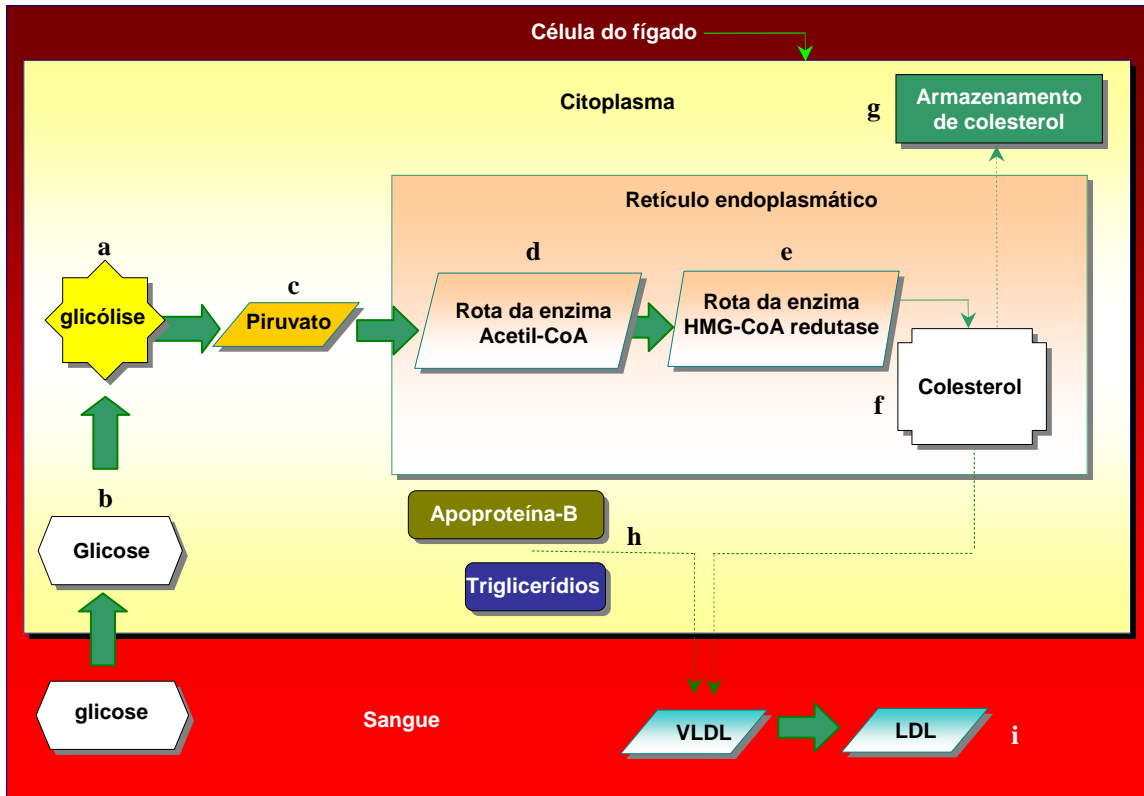 Célula do fígado
Citoplasma
g
Armazenamento
de colesterol
Retículo endoplasmático
a
glicólise
c
Piruvato
d
Rota da enzima
Acetil-CoA
e
Rota da enzima
HMG-CoA redutase
f
Colesterol
b
Glicose
Apoproteína-B
h
Triglicerídios
glicose
Sangue
VLDL
LDL
i